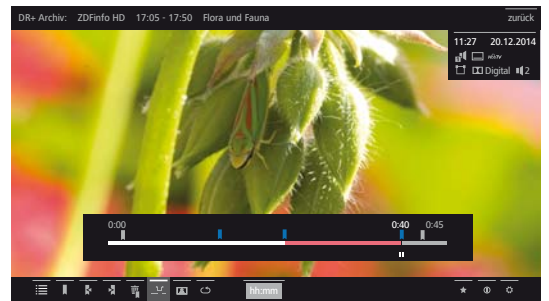 DR+ Archiv: ZDFinfo HD 17:05 - 17:50 Flora und Fauna zurück
11:27 20.12.2014
HbbTV
Digital 2
0:00 0:40 0:45
hh:mm